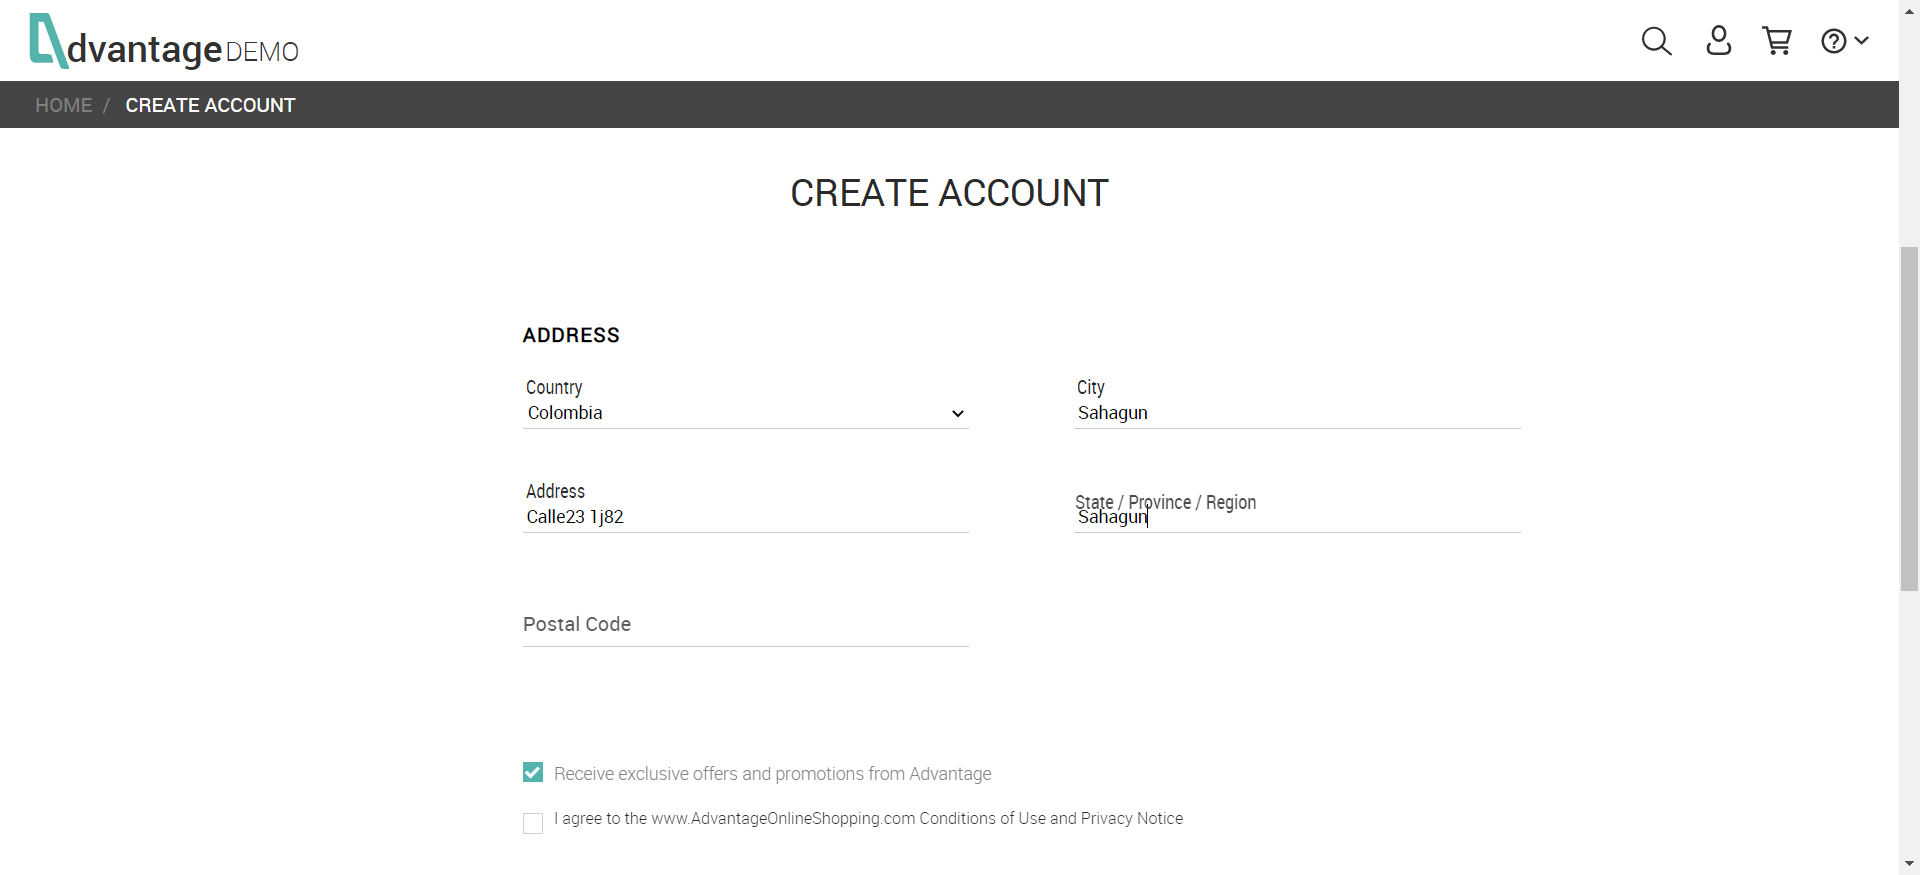 dvantage DEMO
HOME / CREATE ACCOUNT
CREATE ACCOUNT
ADDRESS
Country
Colombia
City
Sahagun
Address
Calle23 1j82
State / Province / Region
Sahagun
Postal Code
Receive exclusive offers and promotions from Advantage
I agree to the www.AdvantageOnlineShopping.com Conditions of Use and Privacy Notice